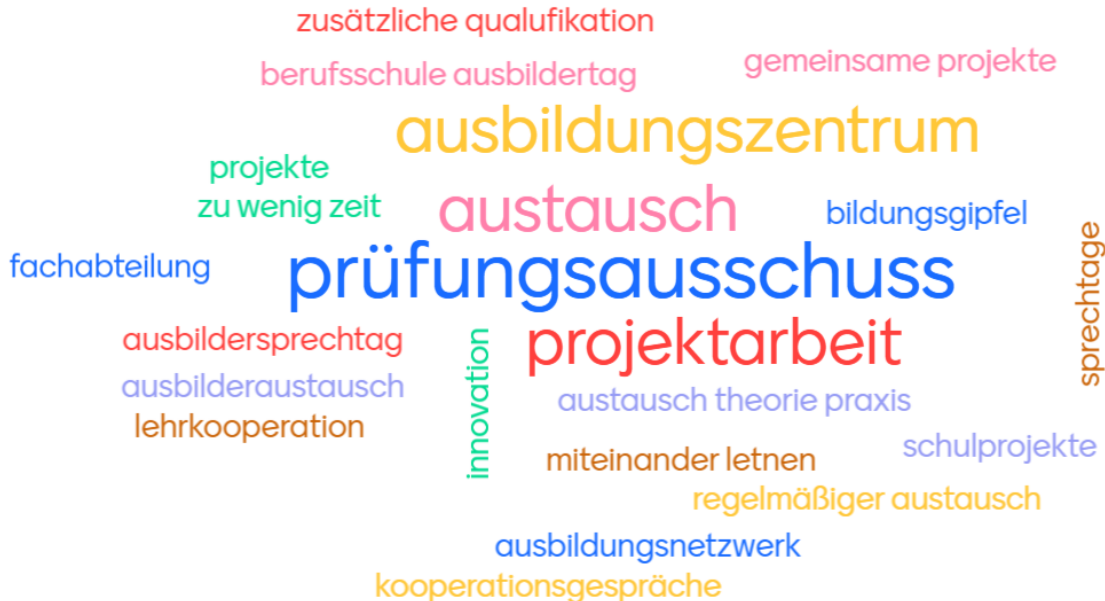 zusätzliche qualufikation
berufsschule ausbildertag
gemeinsame projekte
ausbildungszentrum
projekte
zu wenig zeit
austausch
bildungsgipfel
fachabteilung
prüfungsausschuss
sprechtage
ausbildersprechtag
innovation
projektarbeit
ausbilderaustausch
austausch theorie praxis
lehrkooperation
miteinander letnen
schulprojekte
regelmäßiger austausch
ausbildungsnetzwerk
kooperationsgespräche